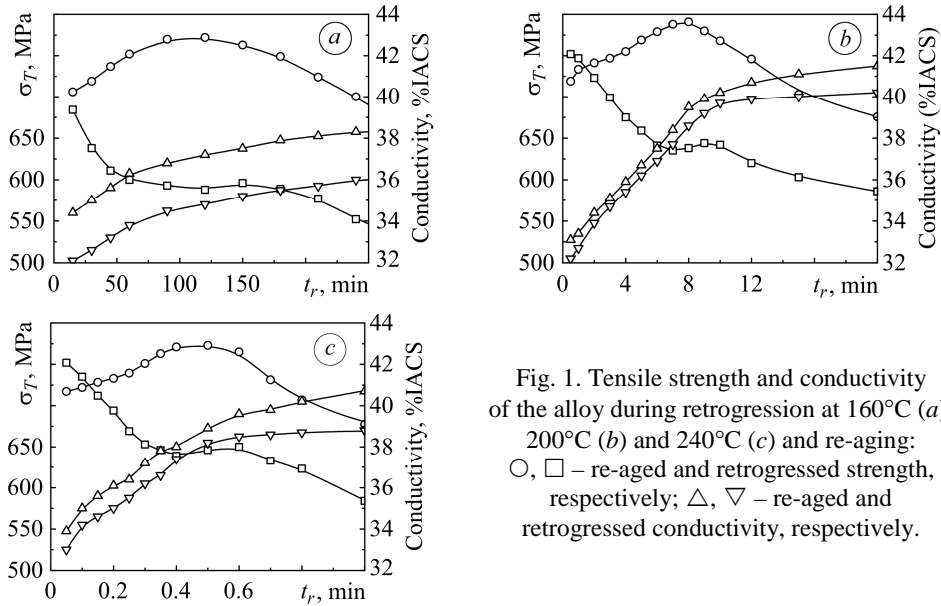 σT, MPa
650
600
550
500
0
50
100
150
tr, min
44
42
40
38
36
34
32
Conductivity, %IACS
a
σT, MPa
650
600
550
500
0
4
8
12
tr, min
44
42
40
38
36
34
32
Conductivity (%IACS)
b
σT, MPa
650
600
550
500
0
0.2
0.4
0.6
tr, min
44
42
40
38
36
34
32
Conductivity, %IACS
c
Fig. 1. Tensile strength and conductivity
of the alloy during retrogression at 160°C (a)
200°C (b) and 240°C (c) and re-aging:
○, □ – re-aged and retrogressed strength,
respectively; △, ▽ – re-aged and
retrogressed conductivity, respectively.